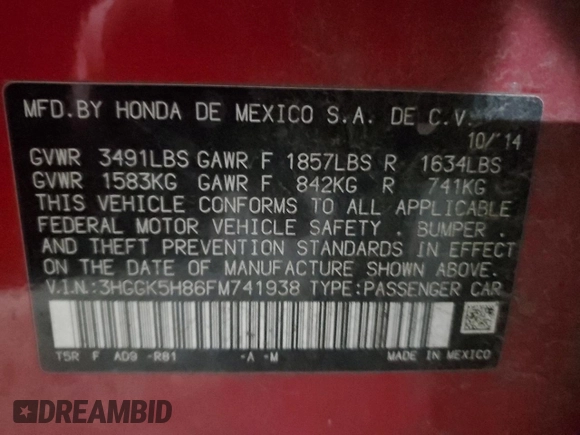 MFD.BY HONDA DE MEXICO S.A. DE C.V.
10/'14
GVWR 3491LBS GAWR F 1857LBS R 1634LBS
GVWR 1583KG GAWR F 842KG R 741KG
THIS VEHICLE CONFORMS TO ALL APPLICABLE
FEDERAL MOTOR VEHICLE SAFETY . BUMPER .
AND THEFT PREVENTION STANDARDS IN EFFECT
ON THE DATE OF MANUFACTURE SHOWN ABOVE.
V.I.N.:3HGGK5H86FM741938 TYPE:PASSENGER CAR
T5R F AD9 -R81 -A -M MADE IN MEXICO
DREAMBID